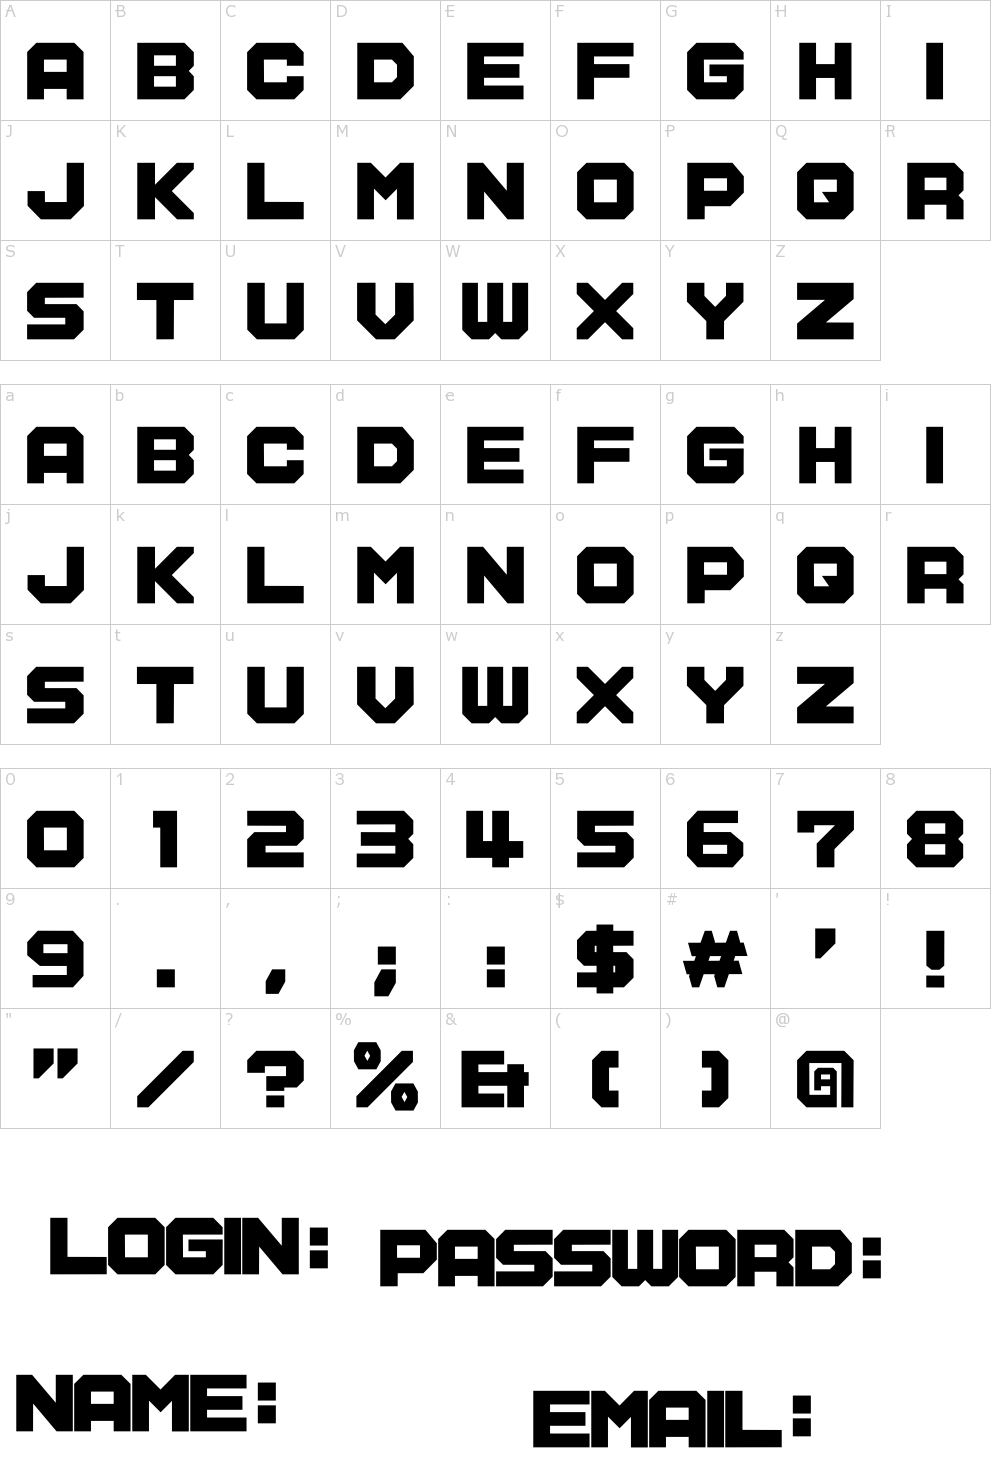 A B C D E F G H I
A B C D E F G H I
J K L M N O P Q R
J K L M N O P Q R
S T U V W X Y Z
S T U V W X Y Z
a b c d e f g h i
A B C D E F G H I
j k l m n o p q r
J K L M N O P Q R
s t u v w x y z
S T U V W X Y Z
0 1 2 3 4 5 6 7 8
0 1 2 3 4 5 6 7 8
9 . , ; : $ # ' !
9 . , ; : $ # ' !
" / ? % & ( ) @
" / ? % & ( ) @
LOGIN: PASSWORD:
NAME: EMAIL: